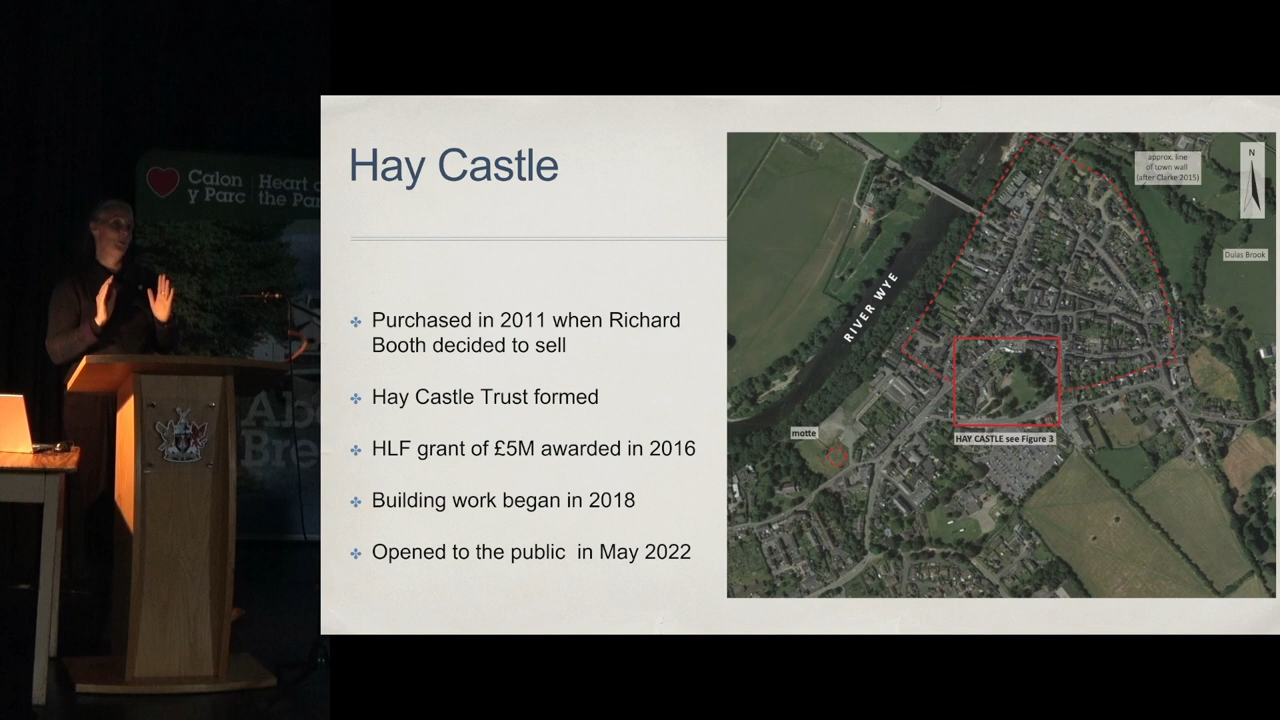 Calon
y Parc
Heart o
the Par
Abe
Bre
Hay Castle
Purchased in 2011 when Richard
Booth decided to sell
Hay Castle Trust formed
HLF grant of £5M awarded in 2016
Building work began in 2018
Opened to the public in May 2022
approx. line
of town wall
(after Clarke 2015)
N
Dulas Brook
RIVER WYE
motte
HAY CASTLE see Figure 3